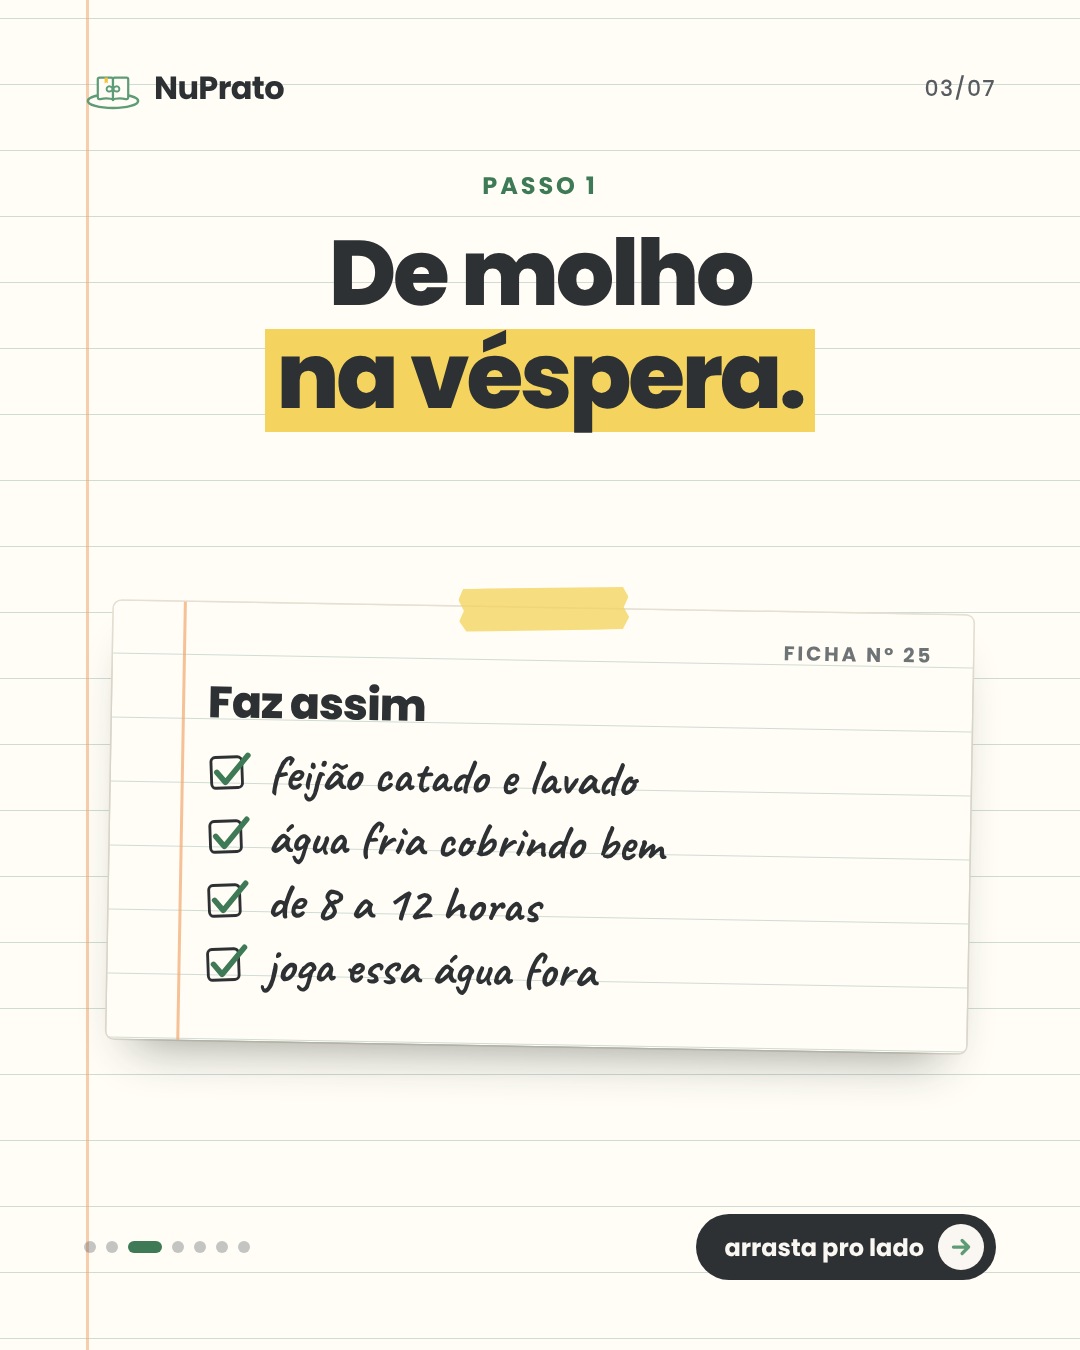 NuPrato
03/07
PASSO 1
De molho
na véspera.
FICHA Nº 25
Faz assim
feijão catado e lavado
água fria cobrindo bem
de 8 a 12 horas
joga essa água fora
arrasta pro lado